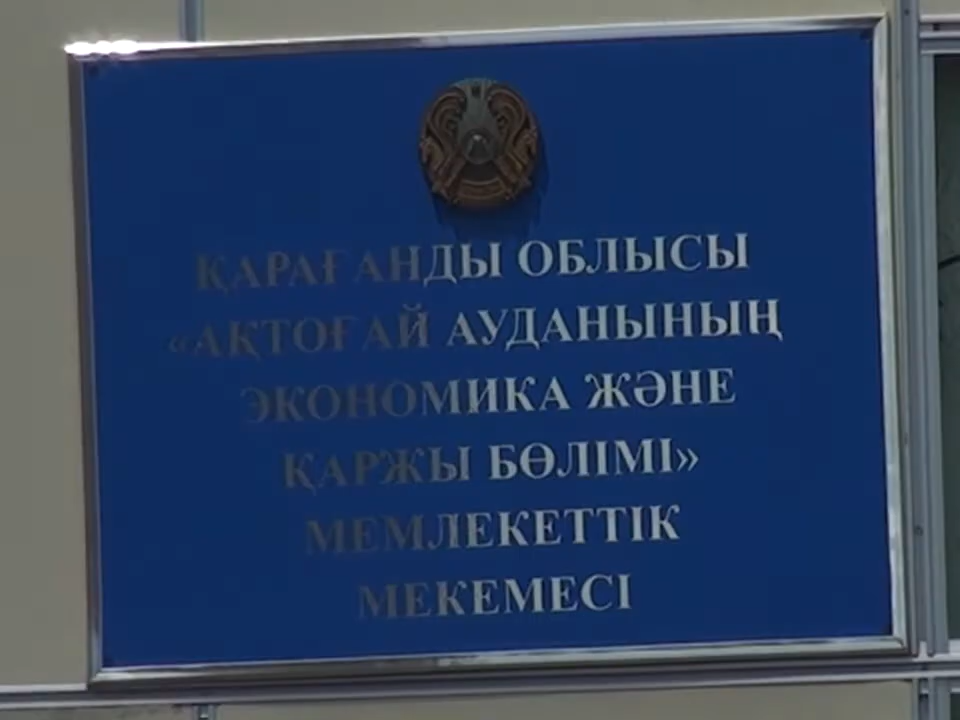 ҚАРАҒАНДЫ ОБЛЫСЫ
«АҚТОҒАЙ АУДАНЫНЫҢ
ЭКОНОМИКА ЖӘНЕ
ҚАРЖЫ БӨЛІМІ»
МЕМЛЕКЕТТІК
МЕКЕМЕСІ